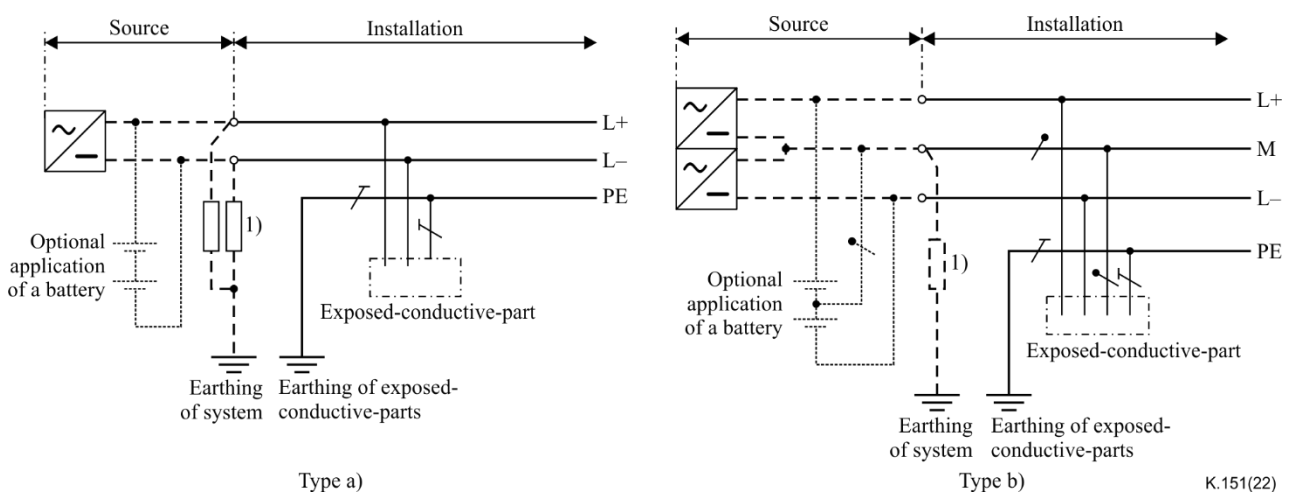 Source
Installation
L+
L–
PE
1)
Optional
application
of a battery
Exposed-conductive-part
Earthing
of system
Earthing of exposed-
conductive-parts
Type a)
Source
Installation
L+
M
L–
PE
1)
Optional
application
of a battery
Exposed-conductive-part
Earthing
of system
Earthing of exposed-
conductive-parts
Type b)
K.151(22)